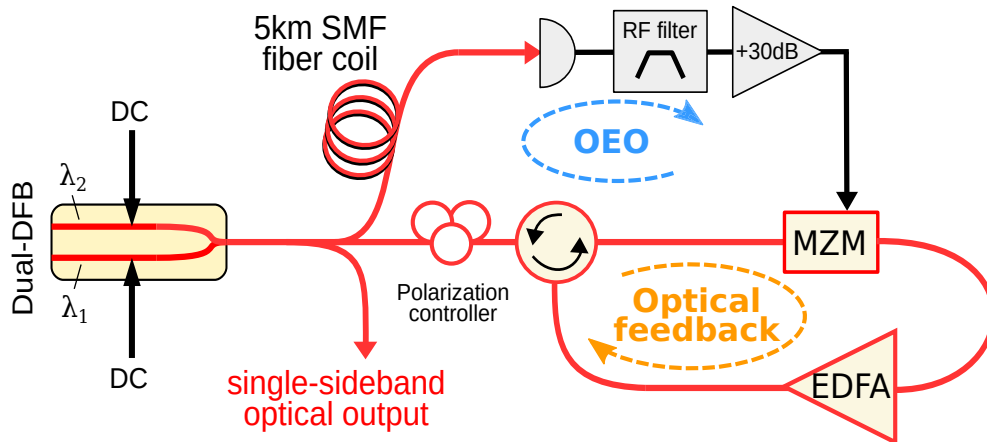 5km SMF
fiber coil
RF filter
+30dB
DC
OEO
Dual-DFB
λ2
λ1
MZM
Polarization
controller
Optical
feedback
DC
single-sideband
optical output
EDFA